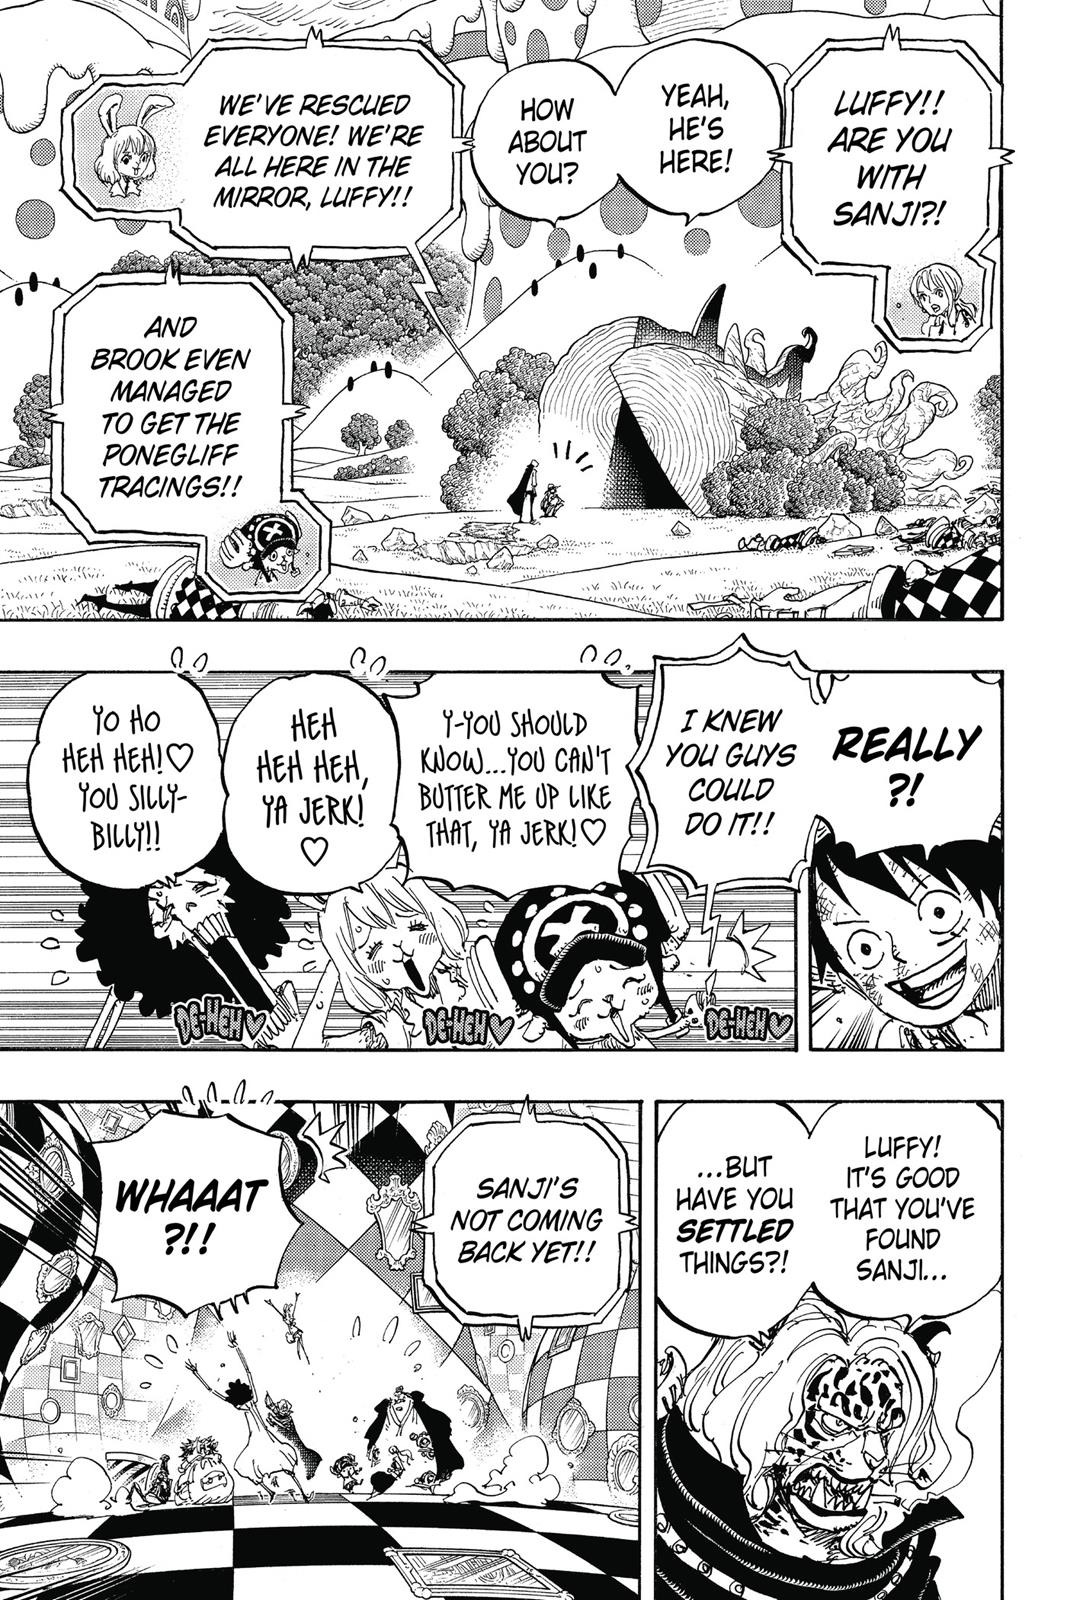 LUFFY!!
ARE YOU
WITH
SANJI?!
YEAH,
HE'S
HERE!
HOW
ABOUT
YOU?
WE'VE RESCUED
EVERYONE! WE'RE
ALL HERE IN THE
MIRROR, LUFFY!!
AND
BROOK EVEN
MANAGED
TO GET THE
PONEGLIFF
TRACINGS!!
REALLY
?!
I KNEW
YOU GUYS
COULD
DO IT!!
Y-YOU SHOULD
KNOW...YOU CAN'T
BUTTER ME UP LIKE
THAT, YA JERK!♡
HEH
HEH HEH,
YA JERK!
♡
YO HO
HEH HEH!♡
YOU SILLY-
BILLY!!
DE-HEH♡
DE-HEH♡
DE-HEH♡
LUFFY!
IT'S GOOD
THAT YOU'VE
FOUND
SANJI...
...BUT
HAVE YOU
SETTLED
THINGS?!
SANJI'S
NOT COMING
BACK YET!!
WHAAAT
?!!